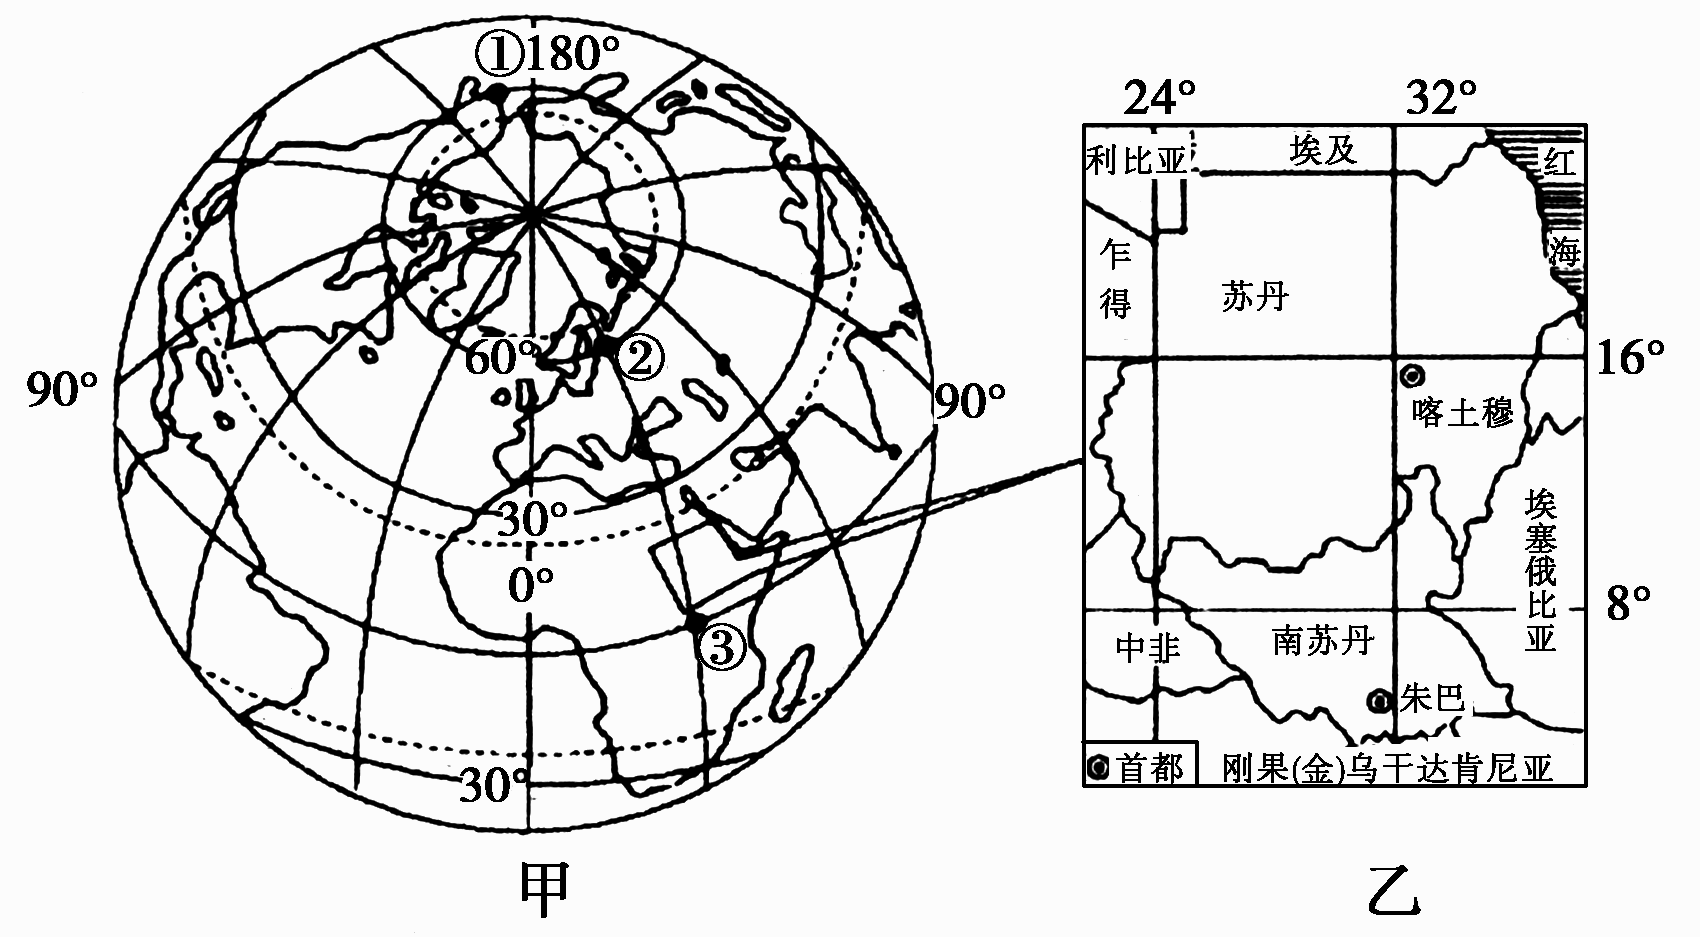 ①180°
90°
60°
②
90°
30°
0°
③
30°
甲
24° 32°
利比亚
埃及
红海
乍得
苏丹
16°
喀土穆
埃塞俄比亚
8°
中非
南苏丹
朱巴
首都
刚果(金)乌干达肯尼亚
乙